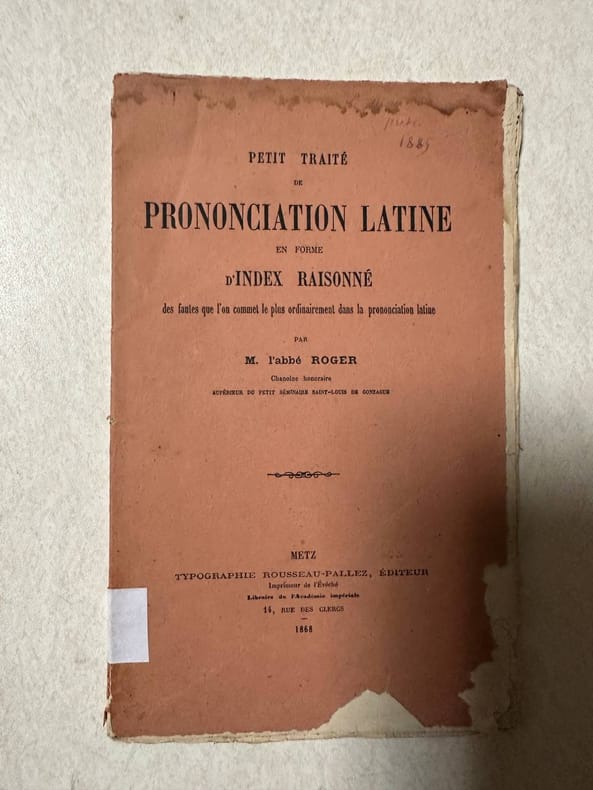 1885
PETIT TRAITÉ
DE
PRONONCIATION LATINE
EN FORME
D'INDEX RAISONNÉ
des fautes que l'on commet le plus ordinairement dans la prononciation latine
PAR
M. l'abbé ROGER
Chanoine honoraire
SUPÉRIEUR DU PETIT SÉMINAIRE SAINT-LOUIS DE GONZAGUE
METZ
TYPOGRAPHIE ROUSSEAU-PALLEZ, ÉDITEUR
Imprimeur de l'Évêché
Libraire de l'Académie impériale
14, RUE DES CLERCS
1868